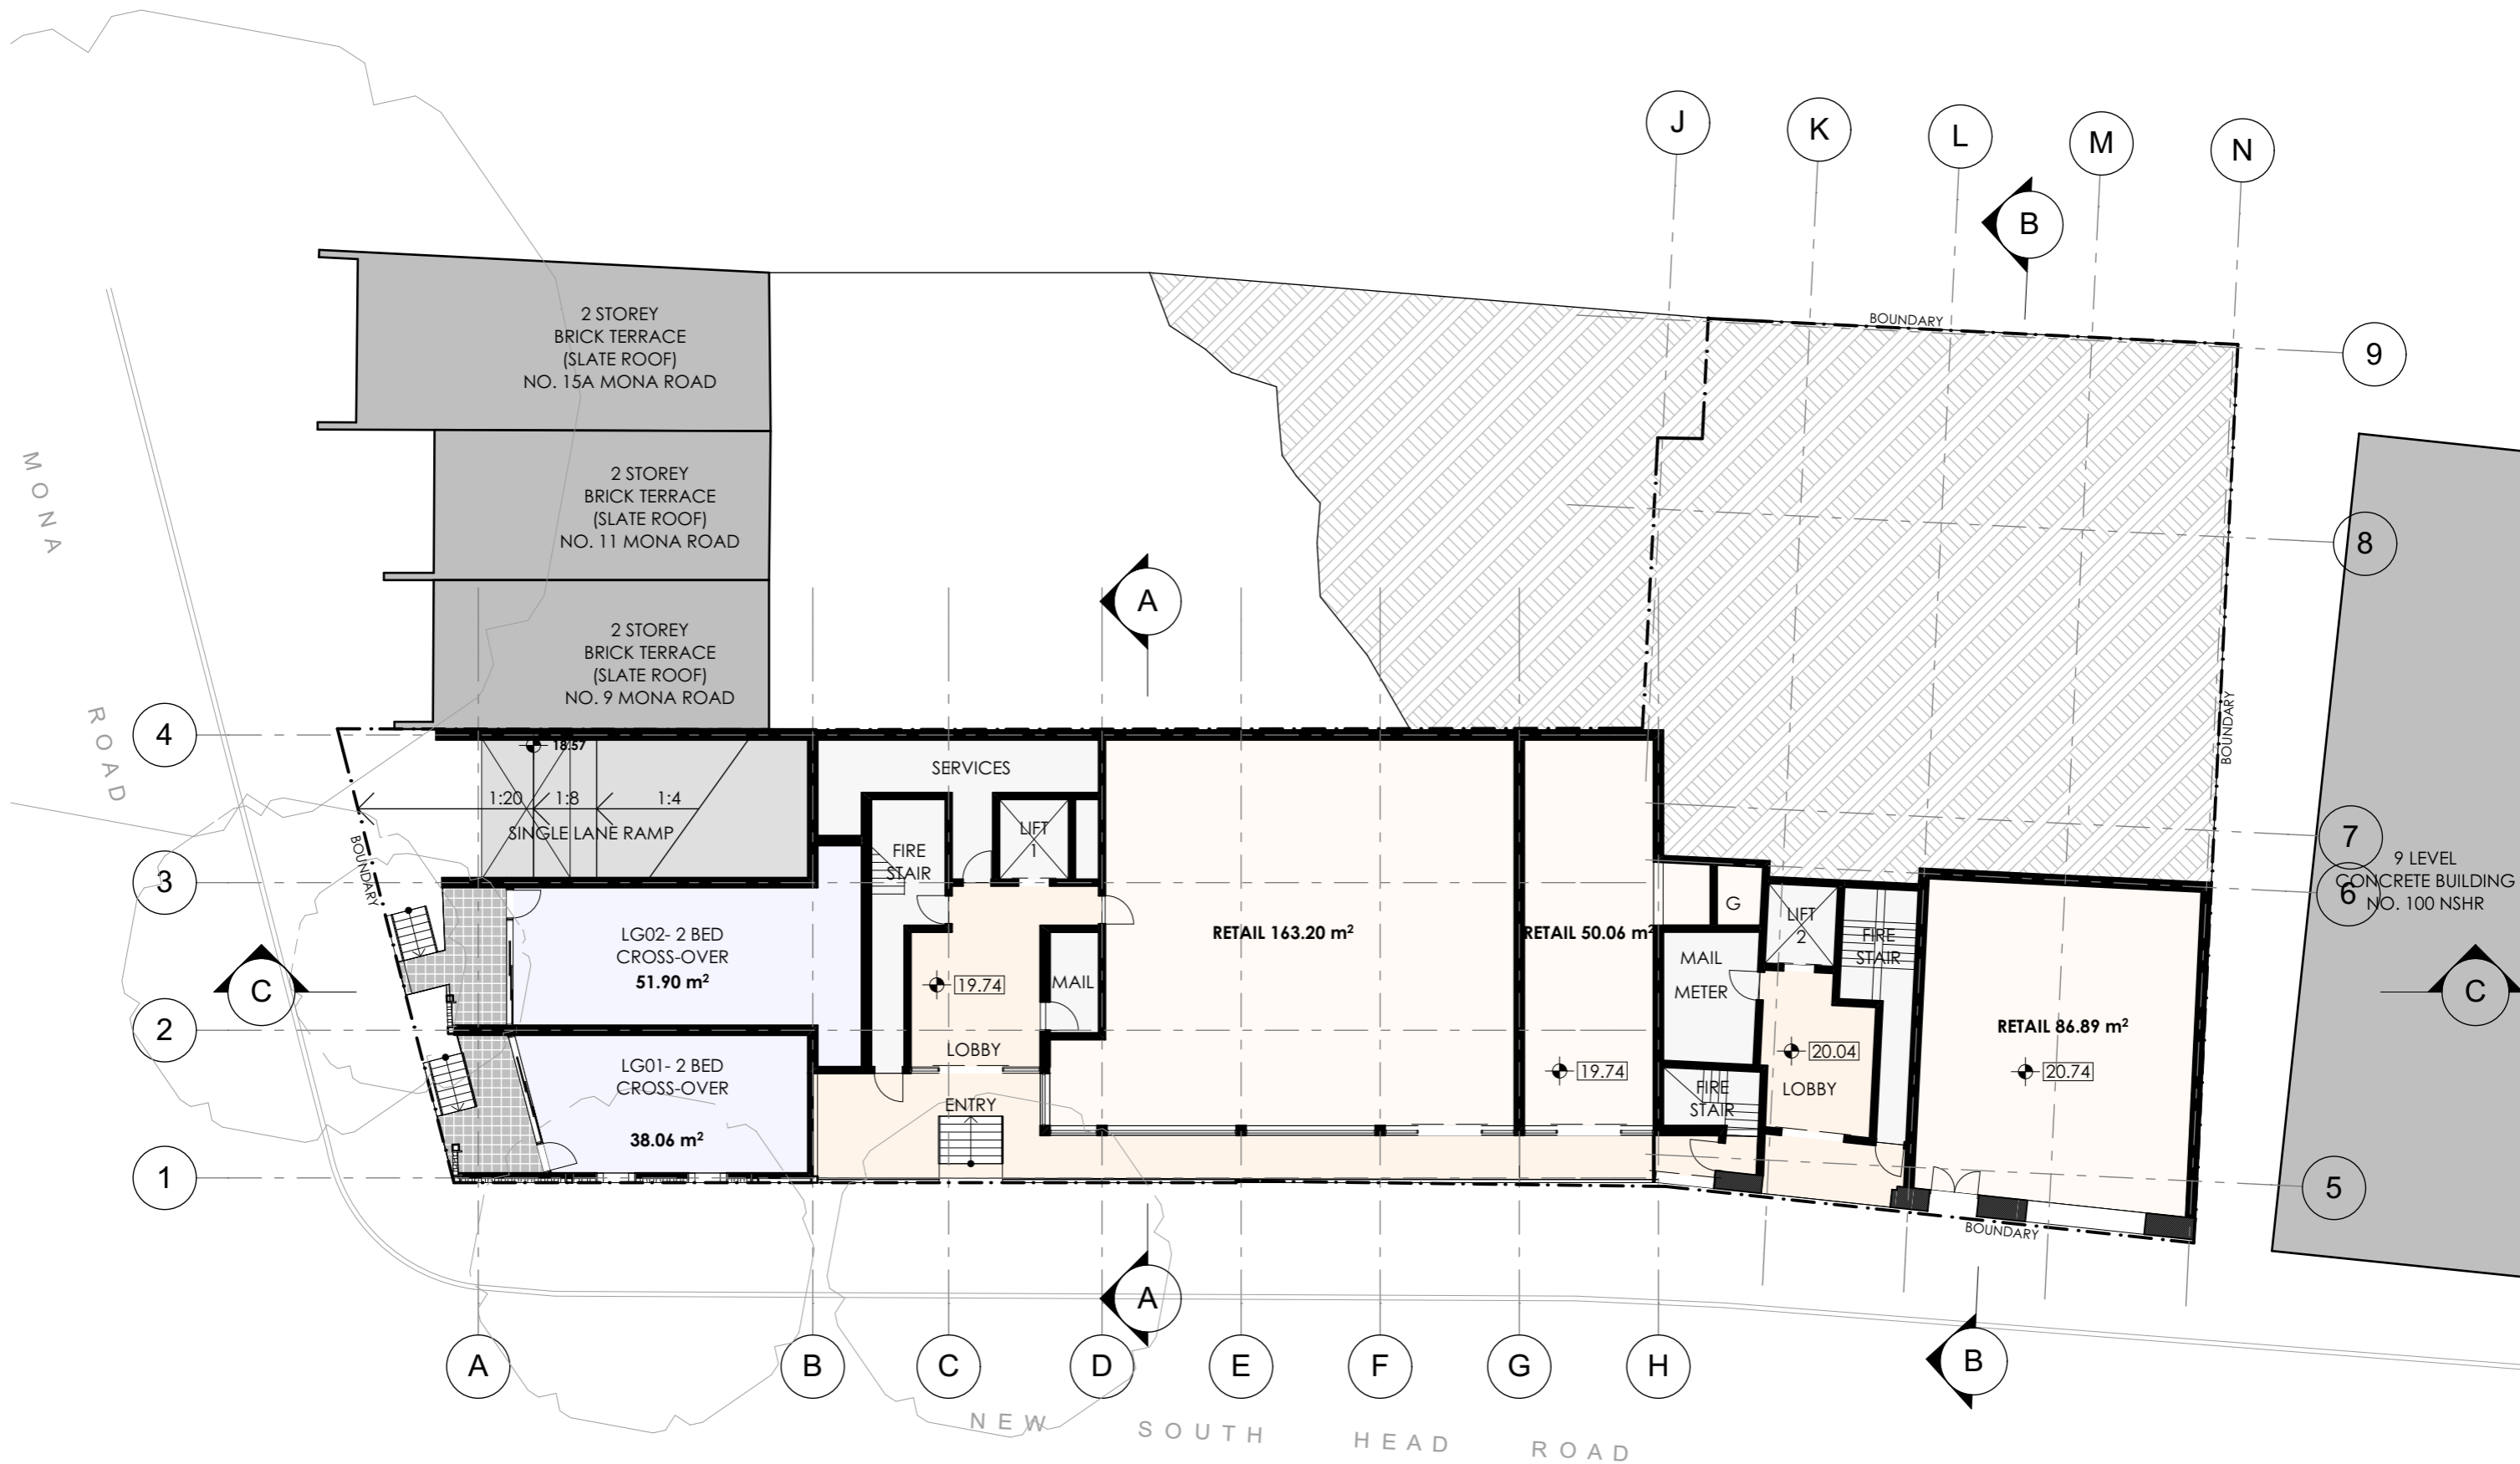 J
K
L
M
N
B
2 STOREY
BRICK TERRACE
(SLATE ROOF)
NO. 15A MONA ROAD
BOUNDARY
9
MONA
ROAD
2 STOREY
BRICK TERRACE
(SLATE ROOF)
NO. 11 MONA ROAD
8
A
2 STOREY
BRICK TERRACE
(SLATE ROOF)
NO. 9 MONA ROAD
BOUNDARY
4
18.57
SERVICES
1:20
1:8
1:4
SINGLE LANE RAMP
BOUNDARY
LIFT
1
FIRE
STAIR
7
9 LEVEL
CONCRETE BUILDING
NO. 100 NSHR
3
6
G
LIFT
2
RETAIL 163.20 m²
RETAIL 50.06 m²
LG02- 2 BED
CROSS-OVER
51.90 m²
FIRE
STAIR
MAIL
METER
C
19.74
MAIL
C
2
RETAIL 86.89 m²
LOBBY
20.04
LG01- 2 BED
CROSS-OVER
38.06 m²
19.74
20.74
FIRE
STAIR
LOBBY
ENTRY
1
5
BOUNDARY
A
A
B
C
D
E
F
G
H
B
NEW SOUTH HEAD ROAD